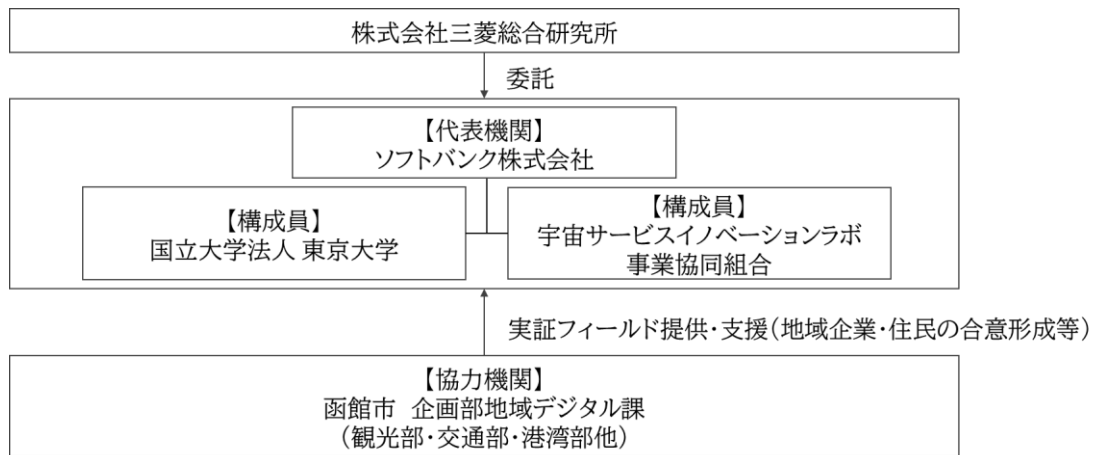 株式会社三菱総合研究所
委託
【代表機関】
ソフトバンク株式会社
【構成員】
国立大学法人 東京大学
【構成員】
宇宙サービスイノベーションラボ
事業協同組合
実証フィールド提供・支援(地域企業・住民の合意形成等)
【協力機関】
函館市　企画部地域デジタル課
(観光部・交通部・港湾部他)